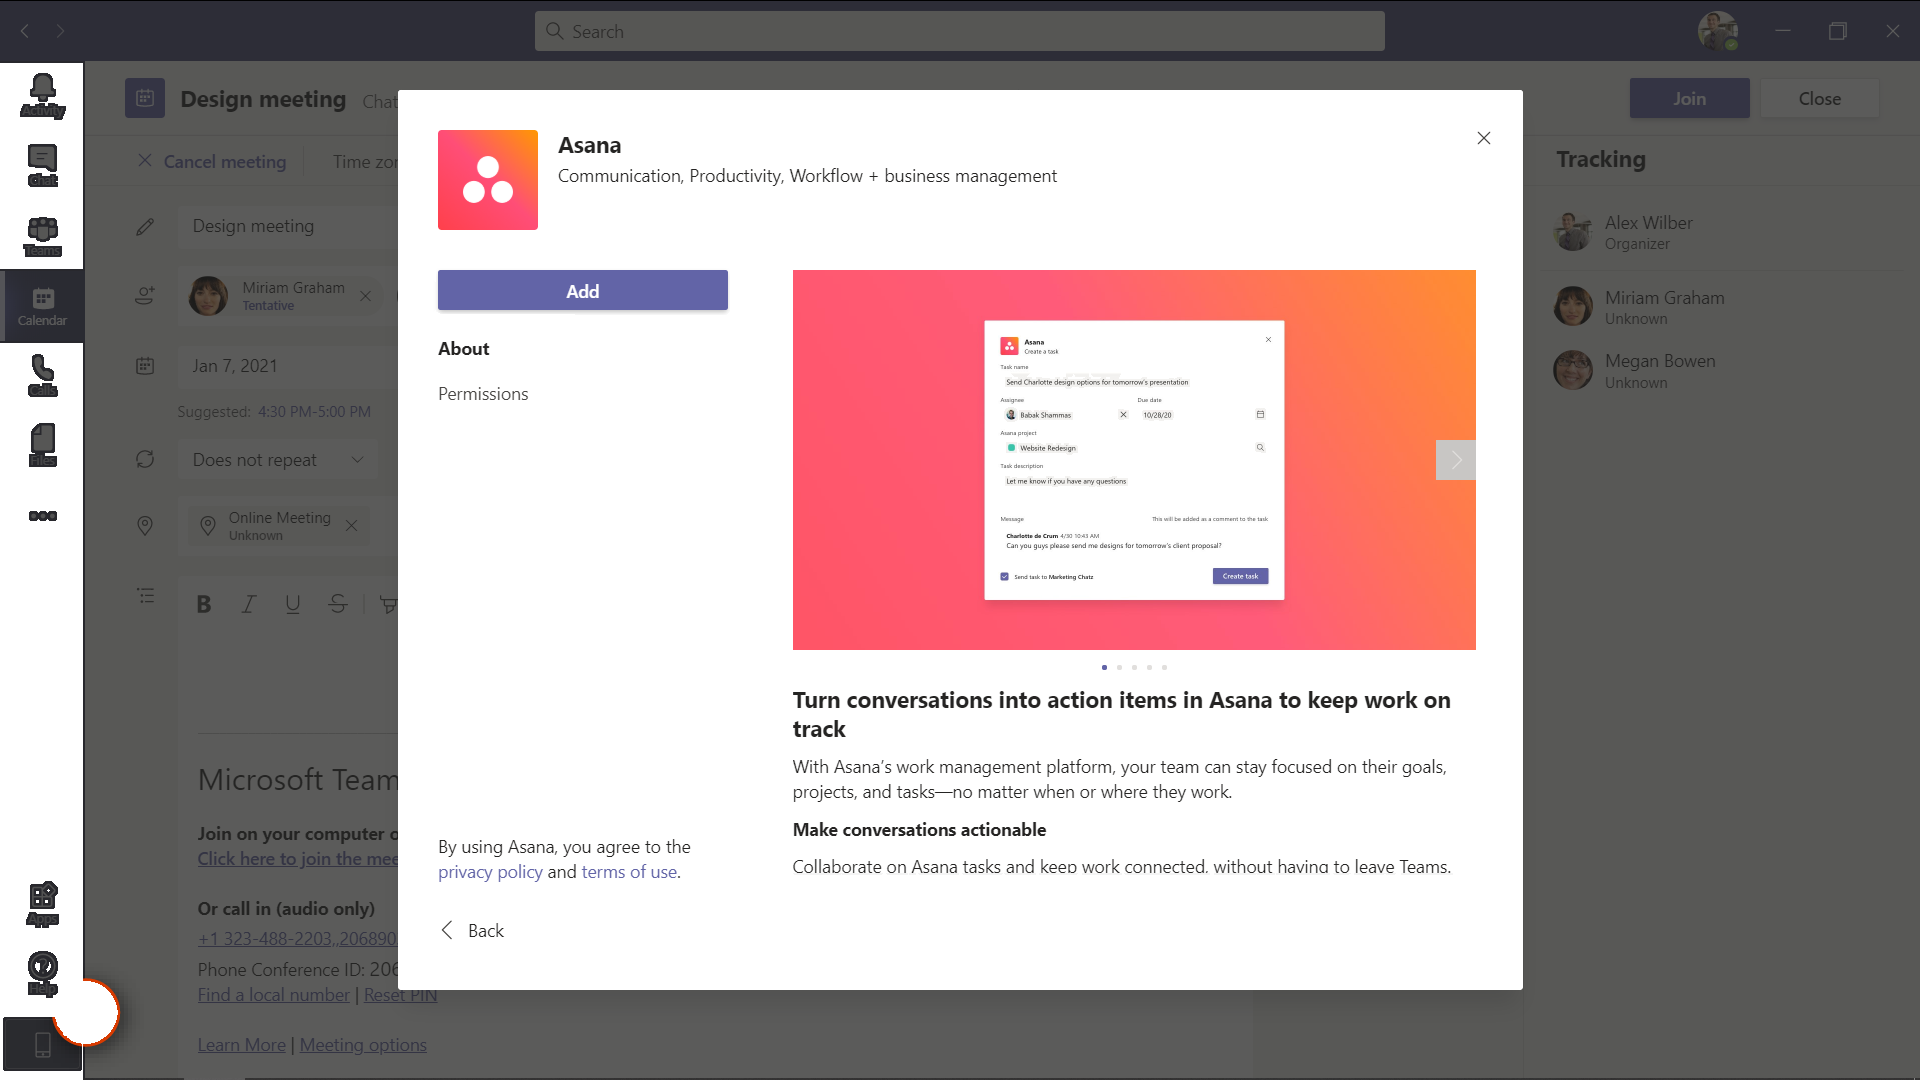 Search
Activity
Chat
Teams
Calendar
Calls
Files
Apps
Help
Design meeting
Chat
Join
Close
Cancel meeting
Time zon
Design meeting
Miriam Graham
Tentative
Jan 7, 2021
Suggested: 4:30 PM-5:00 PM
Does not repeat
Online Meeting
Unknown
B I U S
Microsoft Team
Join on your computer o
Click here to join the mee
Or call in (audio only)
+1 323-488-2203,,206890
Phone Conference ID: 206
Find a local number | Reset PIN
Learn More | Meeting options
Asana
Communication, Productivity, Workflow + business management
Add
About
Permissions
By using Asana, you agree to the
privacy policy and terms of use.
Back
Asana
Create a task
Task name
Send Charlotte design options for tomorrow's presentation
Assignee
Due date
Babak Shammas
10/28/20
Asana project
Website Redesign
Task description
Let me know if you have any questions
Message
This will be added as a comment to the task
Charlotte de Crum 4/30 10:43 AM
Can you guys please send me designs for tomorrow's client proposal?
Send task to Marketing Chatz
Create task
Turn conversations into action items in Asana to keep work on
track
With Asana’s work management platform, your team can stay focused on their goals,
projects, and tasks—no matter when or where they work.
Make conversations actionable
Collaborate on Asana tasks and keep work connected, without having to leave Teams.
Tracking
Alex Wilber
Organizer
Miriam Graham
Unknown
Megan Bowen
Unknown